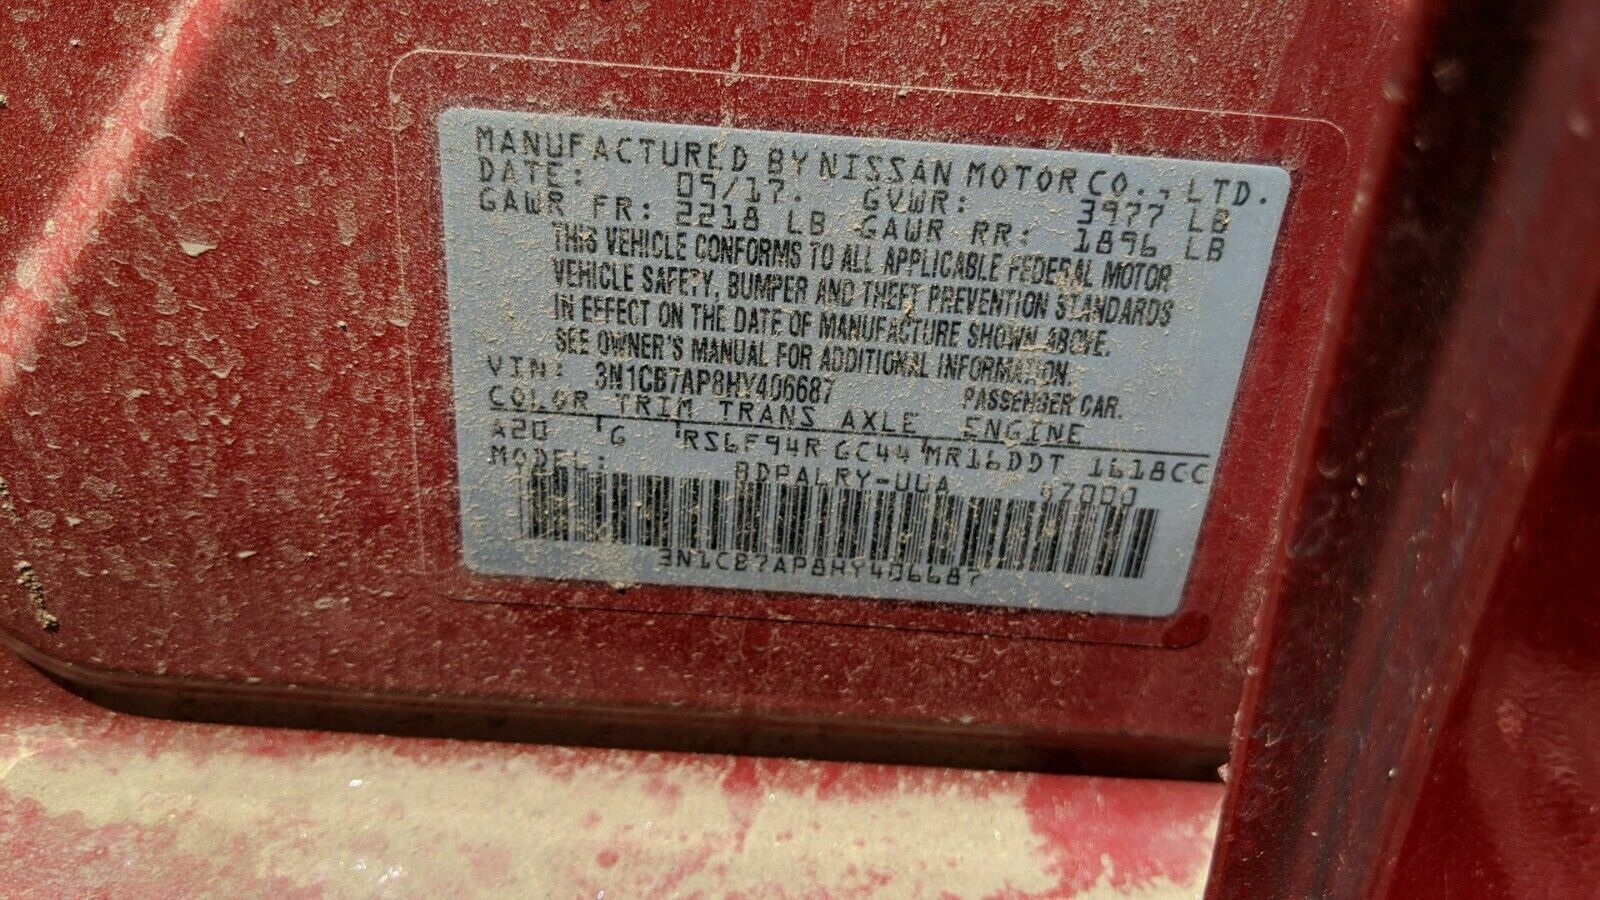 MANUFACTURED BY NISSAN MOTOR CO., LTD.
DATE: 05/17. GVWR: 3977 LB
GAWR FR: 2218 LB GAWR RR: 1896 LB
THIS VEHICLE CONFORMS TO ALL APPLICABLE FEDERAL MOTOR
VEHICLE SAFETY, BUMPER AND THEFT PREVENTION STANDARDS
IN EFFECT ON THE DATE OF MANUFACTURE SHOWN ABOVE.
SEE OWNER'S MANUAL FOR ADDITIONAL INFORMATION.
VIN: 3N1CB7AP8HY406687 PASSENGER CAR.
COLOR TRIM TRANS AXLE ENGINE
A20 G RS6F94R GC44 MR16DDT 1618CC
MODEL: BDPALRY-UUA
3N1CB7AP8HY406687